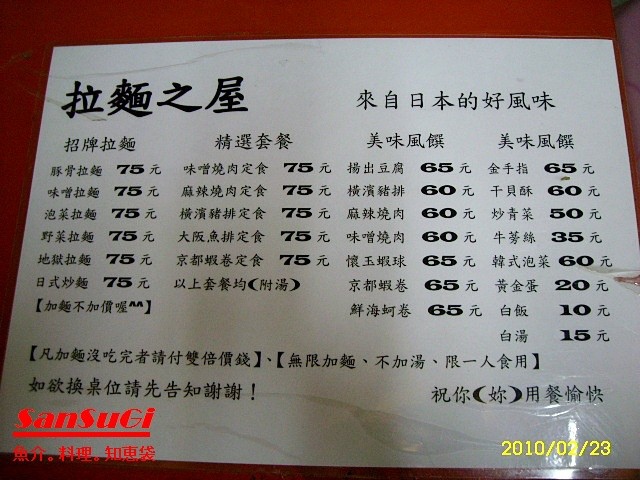 拉麵之屋 來自日本的好風味
招牌拉麵 精選套餐 美味風饌 美味風饌
豚骨拉麵 75元 味噌燒肉定食 75元 揚出豆腐 65元 金手指 65元
味噌拉麵 75元 麻辣燒肉定食 75元 橫濱豬排 60元 干貝酥 60元
泡菜拉麵 75元 橫濱豬排定食 75元 麻辣燒肉 60元 炒青菜 50元
野菜拉麵 75元 大阪魚排定食 75元 味噌燒肉 60元 牛蒡絲 35元
地獄拉麵 75元 京都蝦卷定食 75元 懷玉蝦球 65元 韓式泡菜 60元
日式炒麵 75元 以上套餐均(附湯) 京都蝦卷 65元 黃金蛋 20元
【加麵不加價喔^^】 鮮海蚵卷 65元 白飯 10元
白湯 15元
【凡加麵沒吃完者請付雙倍價錢】、【無限加麵、不加湯、限一人食用】
如欲換桌位請先告知謝謝！ 祝你(妳)用餐愉快
SanSuGi
魚介。料理。知惠袋
2010/02/23